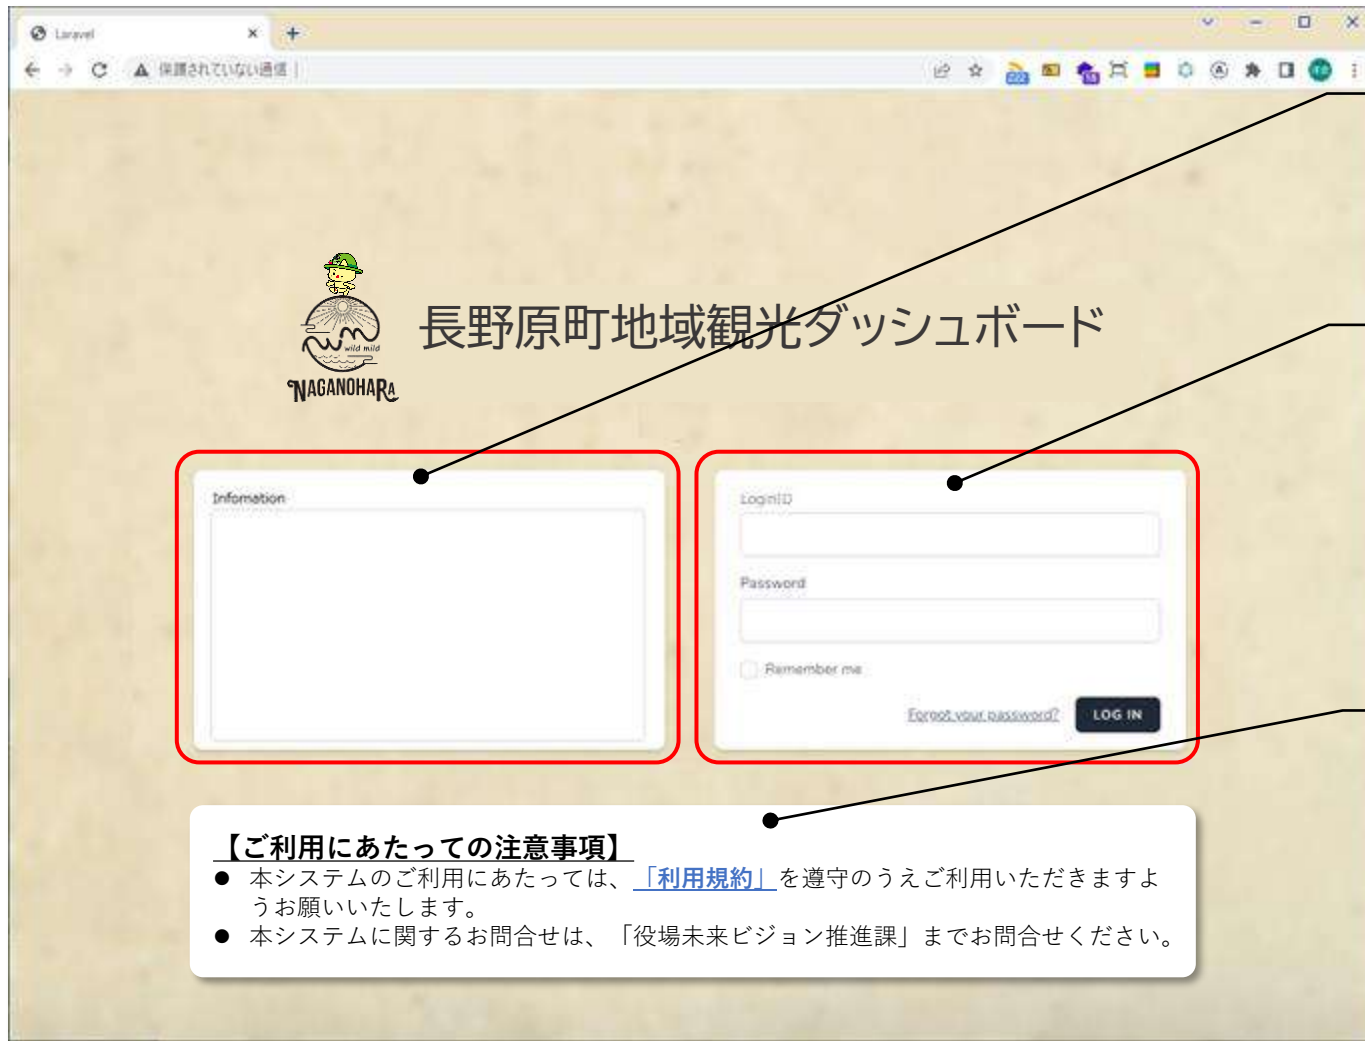 Laravel
保護されていない通信
wild mild
NAGANOHARA
長野原町地域観光ダッシュボード
Infomation
LoginID
Password
Remember me
Forgot your password?
LOG IN
【ご利用にあたっての注意事項】
● 本システムのご利用にあたっては、「利用規約」を遵守のうえご利用いただきますよ
うお願いいたします。
● 本システムに関するお問合せは、「役場未来ビジョン推進課」までお問合せください。